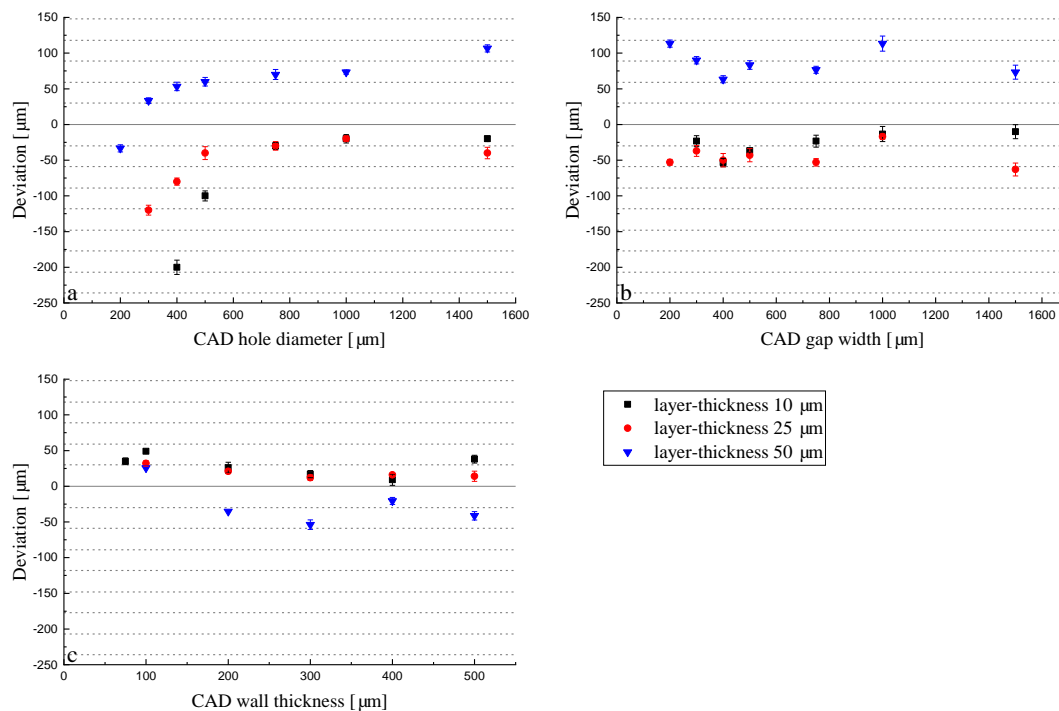 150
100
50
0
-50
-100
-150
-200
-250
Deviation [µm]
a
0 200 400 600 800 1000 1200 1400 1600
CAD hole diameter [µm]
150
100
50
0
-50
-100
-150
-200
-250
Deviation [µm]
b
0 200 400 600 800 1000 1200 1400 1600
CAD gap width [µm]
150
100
50
0
-50
-100
-150
-200
-250
Deviation [µm]
c
0 100 200 300 400 500
CAD wall thickness [µm]
layer-thickness 10 µm
layer-thickness 25 µm
layer-thickness 50 µm